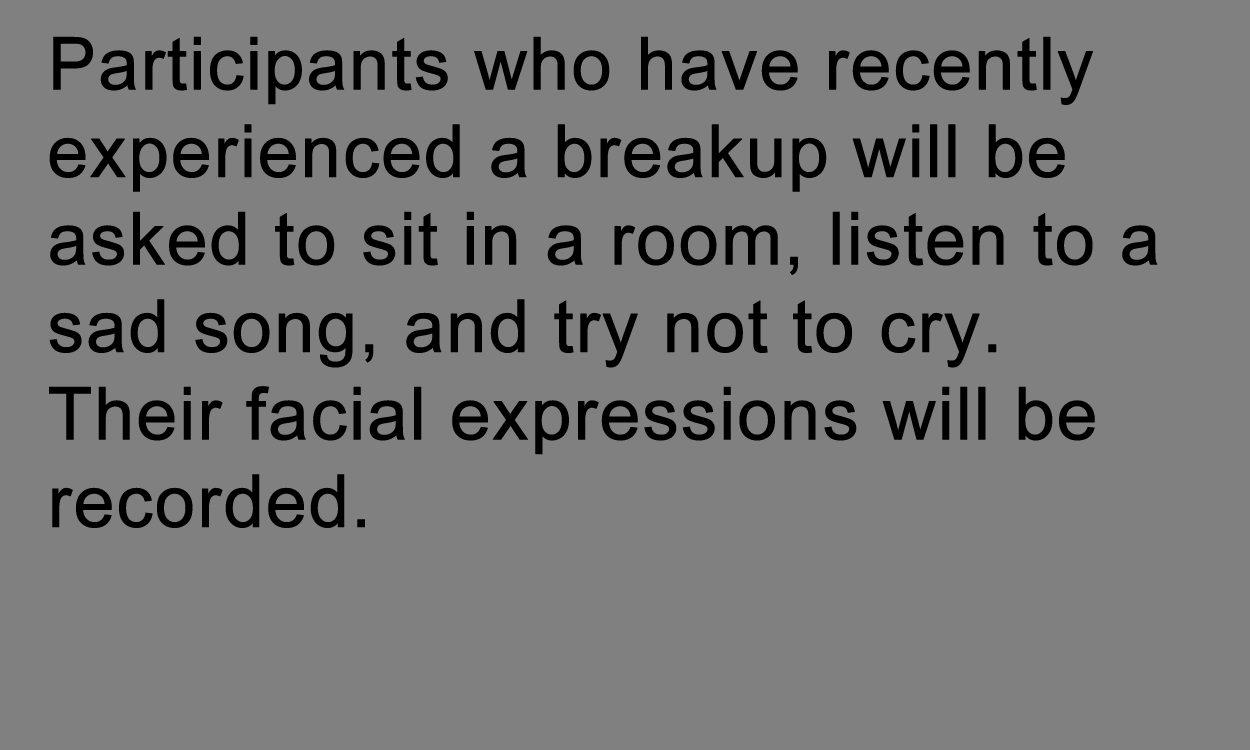 Participants who have recently
experienced a breakup will be
asked to sit in a room, listen to a
sad song, and try not to cry.
Their facial expressions will be
recorded.